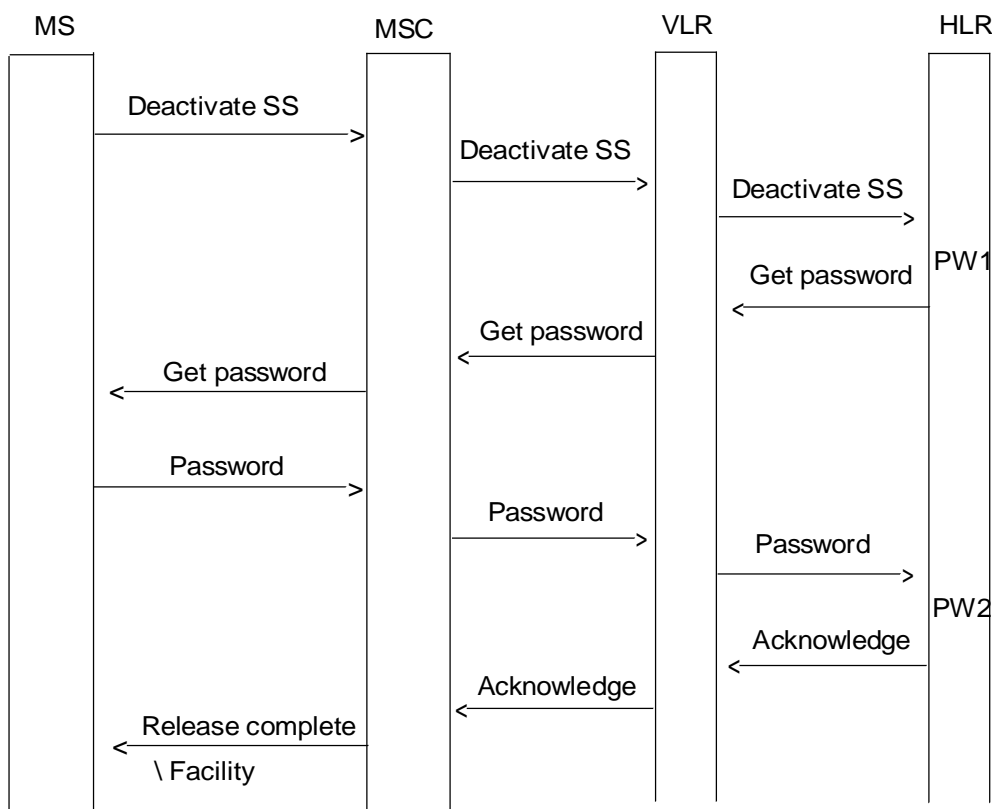 MS
MSC
VLR
HLR
Deactivate SS
Deactivate SS
Deactivate SS
PW1
Get password
Get password
Get password
Password
Password
Password
PW2
Acknowledge
Acknowledge
Release complete
\ Facility